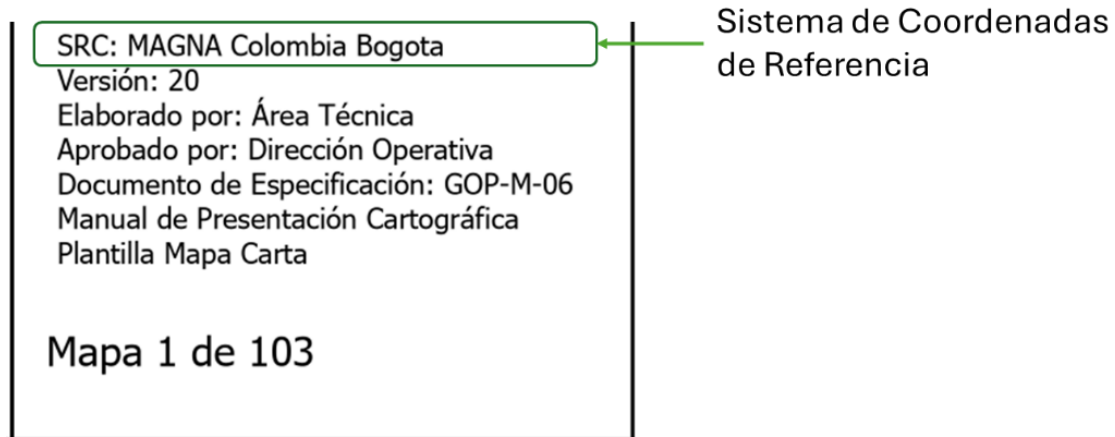 SRC: MAGNA Colombia Bogota
Versión: 20
Elaborado por: Área Técnica
Aprobado por: Dirección Operativa
Documento de Especificación: GOP-M-06
Manual de Presentación Cartográfica
Plantilla Mapa Carta
Mapa 1 de 103
Sistema de Coordenadas
de Referencia